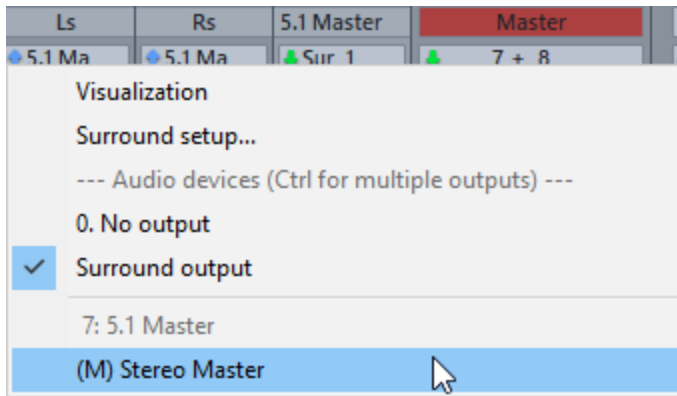 Ls Rs 5.1 Master Master
5.1 Ma 5.1 Ma Sur 1 7 + 8
Visualization
Surround setup...
--- Audio devices (Ctrl for multiple outputs) ---
0. No output
Surround output
7: 5.1 Master
(M) Stereo Master